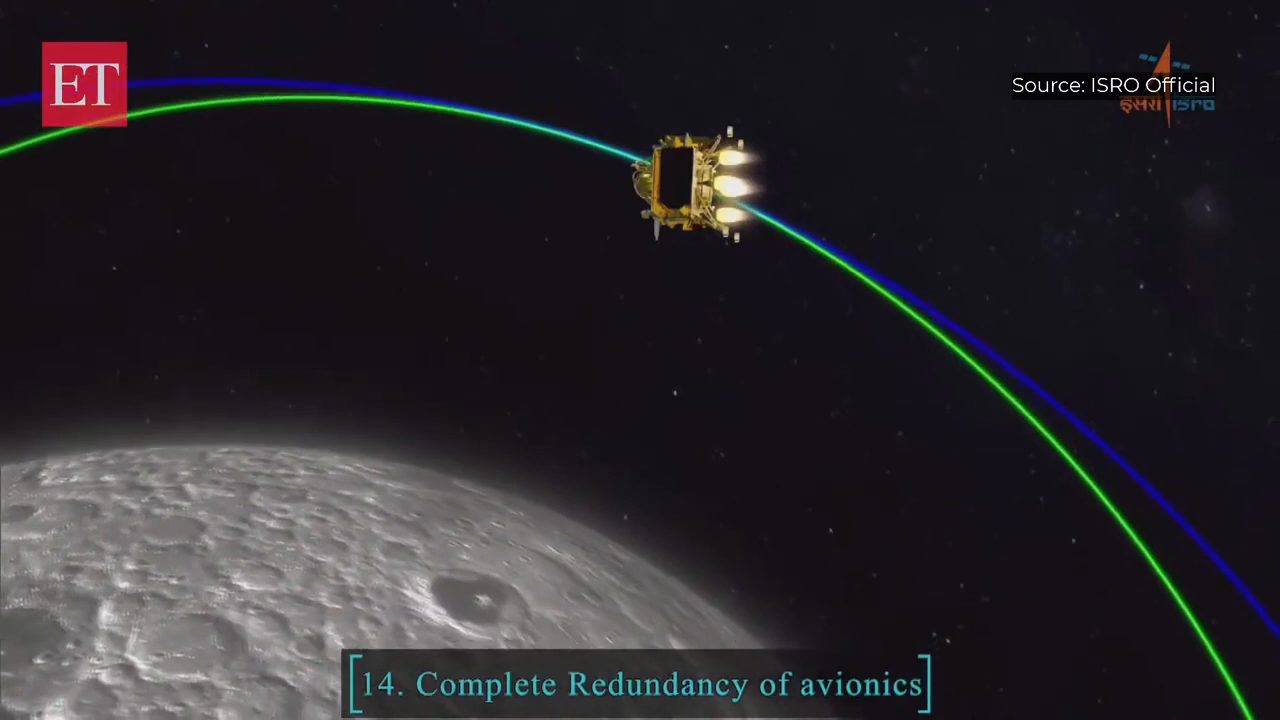 ET
Source: ISRO Official
इसरो isro
14. Complete Redundancy of avionics